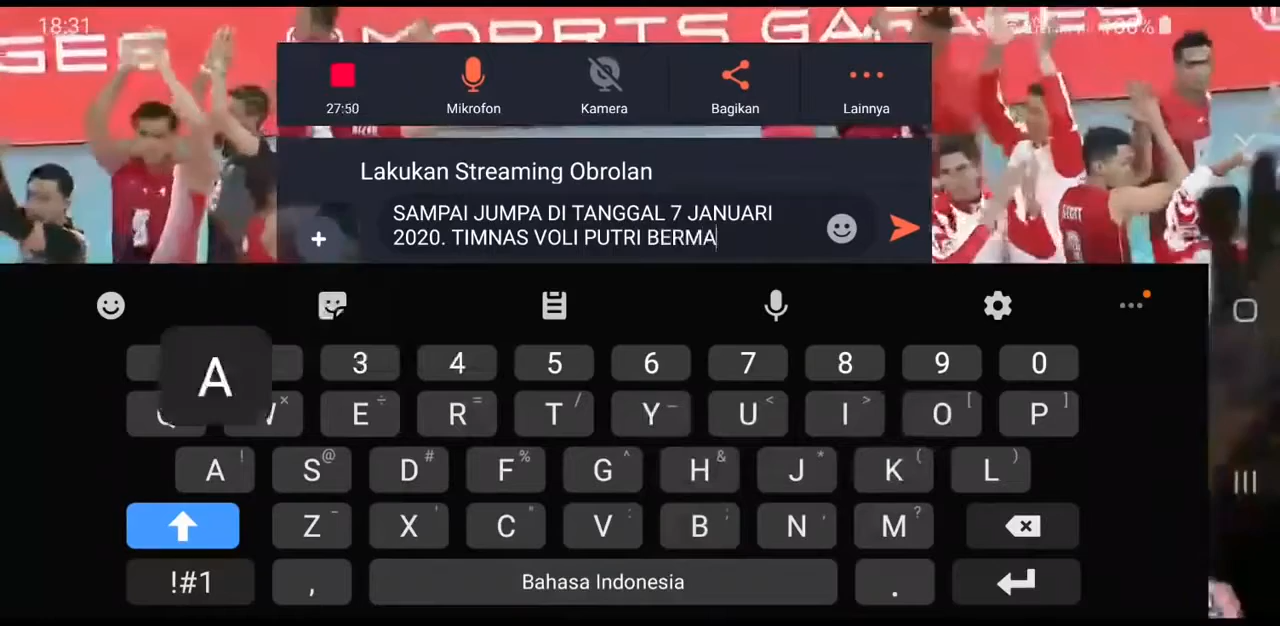 18:31
27:50
Mikrofon
Kamera
Bagikan
Lainnya
Lakukan Streaming Obrolan
SAMPAI JUMPA DI TANGGAL 7 JANUARI
2020. TIMNAS VOLI PUTRI BERMA
A
3 4 5 6 7 8 9 0
E ÷ R = T / Y _ U < I > O [ P ]
A ! S @ D # F % G ^ H & J * K ( L )
Z - X ' C " V : B ; N , M ?
!#1 , Bahasa Indonesia .